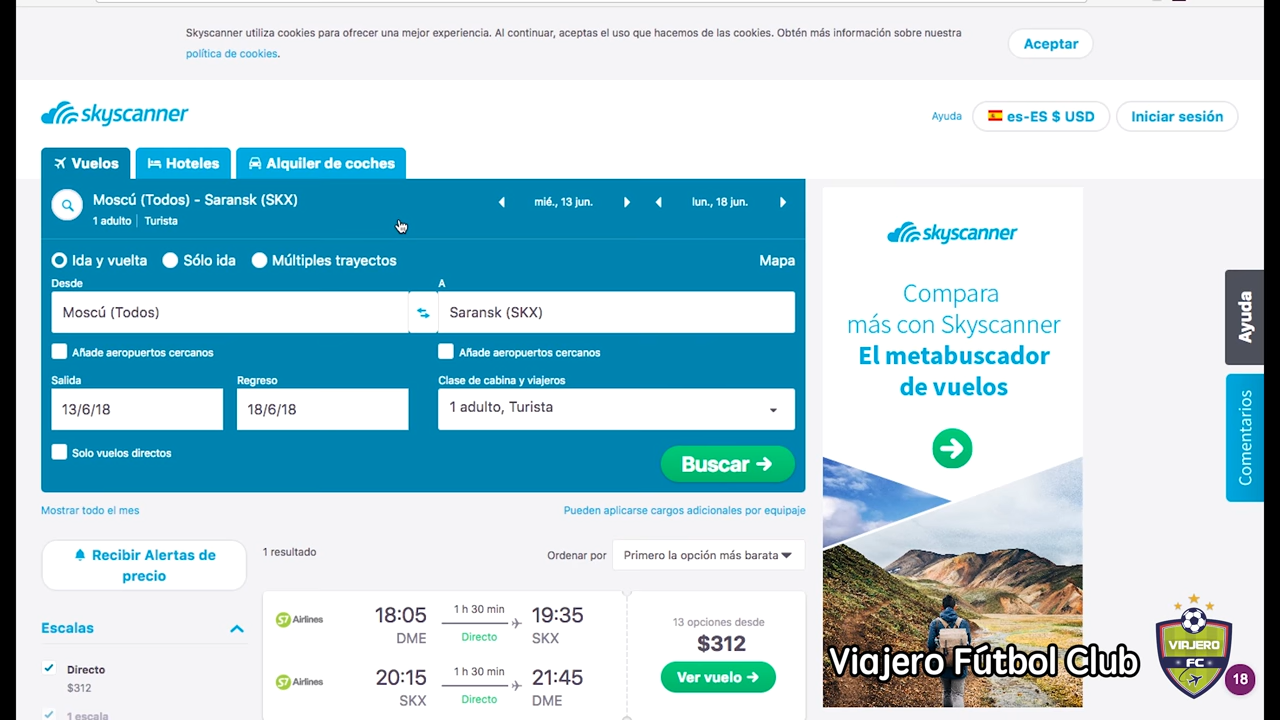 Skyscanner utiliza cookies para ofrecer una mejor experiencia. Al continuar, aceptas el uso que hacemos de las cookies. Obtén más información sobre nuestra
política de cookies.
Aceptar
skyscanner
Ayuda
es-ES $ USD
Iniciar sesión
Vuelos
Hoteles
Alquiler de coches
Moscú (Todos) - Saransk (SKX)
1 adulto | Turista
mié., 13 jun.
lun., 18 jun.
Ida y vuelta
Sólo ida
Múltiples trayectos
Mapa
Desde
A
Moscú (Todos)
Saransk (SKX)
Añade aeropuertos cercanos
Añade aeropuertos cercanos
Salida
Regreso
Clase de cabina y viajeros
13/6/18
18/6/18
1 adulto, Turista
Solo vuelos directos
Buscar
Mostrar todo el mes
Pueden aplicarse cargos adicionales por equipaje
Recibir Alertas de
precio
1 resultado
Ordenar por
Primero la opción más barata
Escalas
Directo
$312
1 escala
S7 Airlines
18:05
1 h 30 min
19:35
DME
Directo
SKX
S7 Airlines
20:15
1 h 30 min
21:45
SKX
Directo
DME
13 opciones desde
$312
Ver vuelo
skyscanner
Compara
más con Skyscanner
El metabuscador
de vuelos
Ayuda
Comentarios
Viajero Fútbol Club
VIAJERO
FC
18